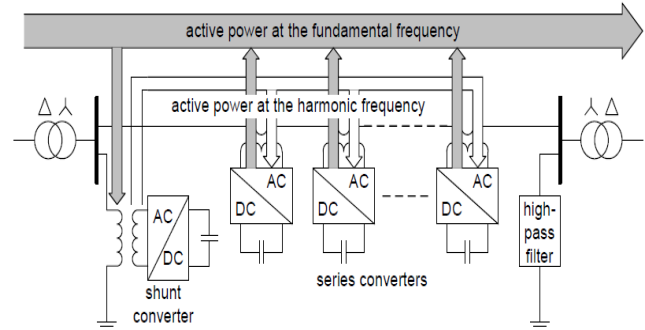 active power at the fundamental frequency
active power at the harmonic frequency
Δ
Δ
AC
DC
AC
DC
AC
DC
AC
DC
high-
pass
filter
series converters
shunt
converter